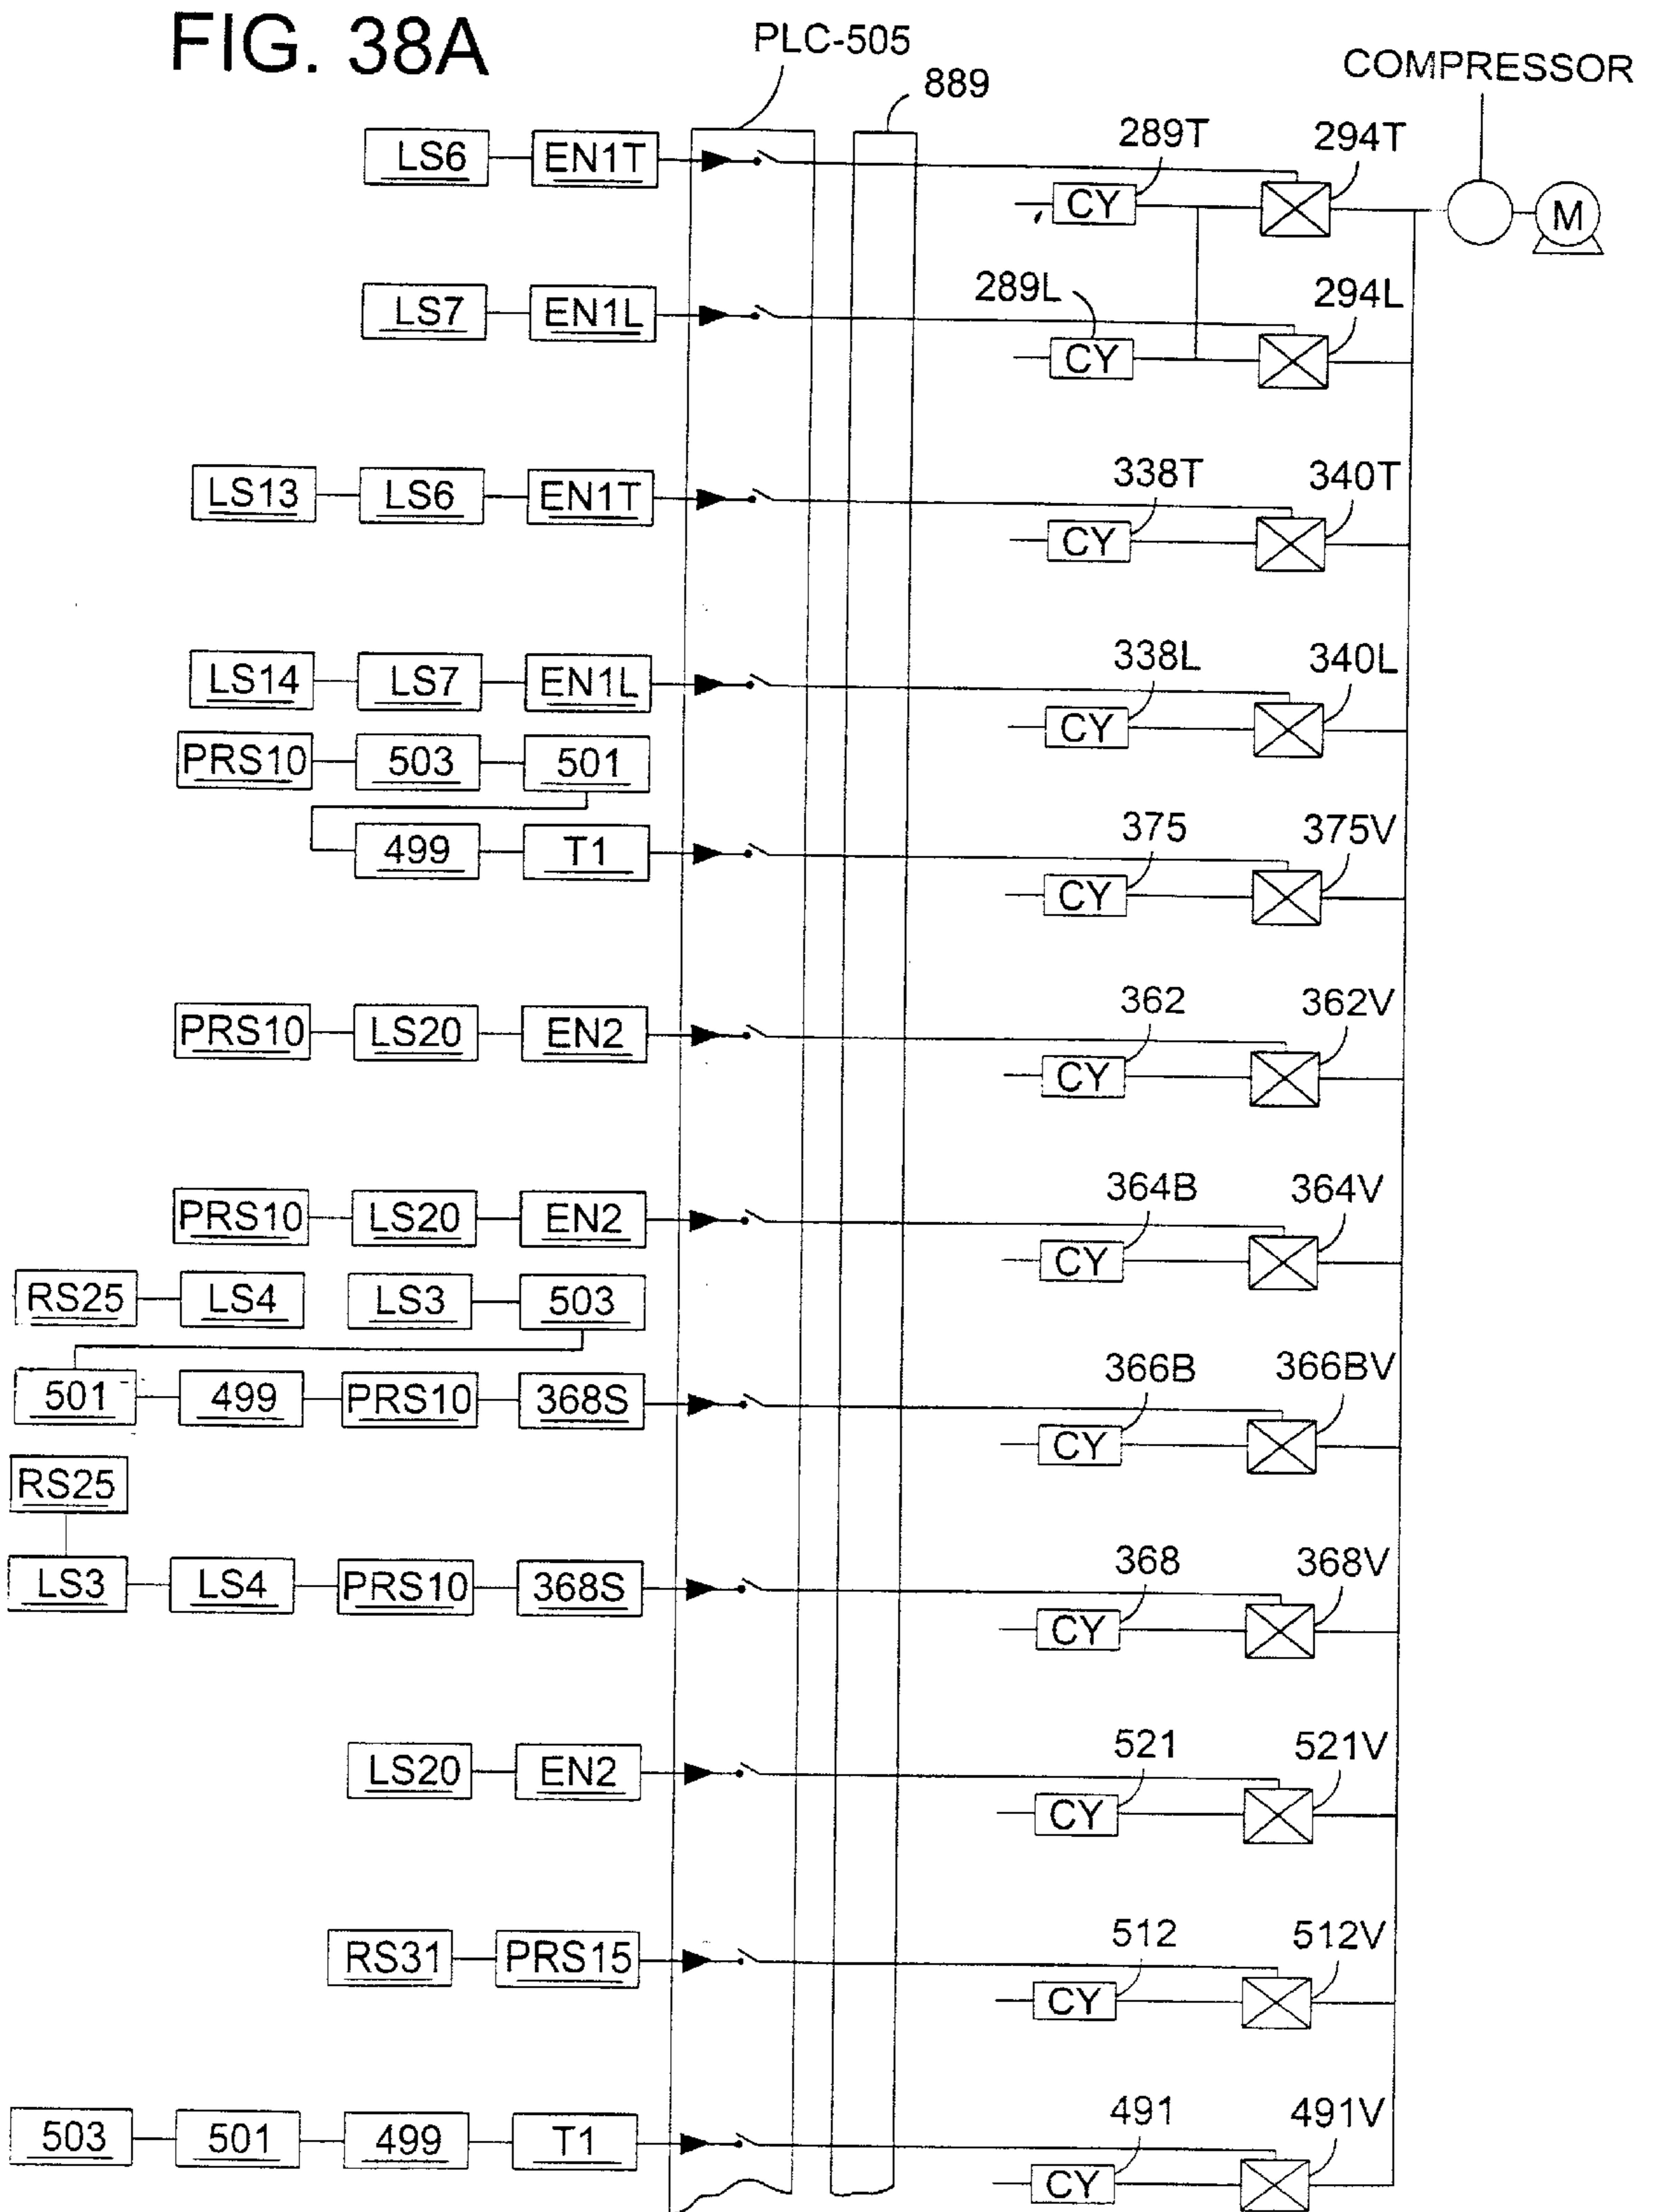 FIG. 38A
PLC-505
889
COMPRESSOR
LS6 EN1T
289T 294T
CY
M
LS7 EN1L
289L 294L
CY
LS13 LS6 EN1T
338T 340T
CY
LS14 LS7 EN1L
338L 340L
CY
PRS10 503 501
499 T1
375 375V
CY
PRS10 LS20 EN2
362 362V
CY
PRS10 LS20 EN2
364B 364V
CY
RS25 LS4 LS3 503
501 499 PRS10 368S
366B 366BV
CY
RS25
LS3 LS4 PRS10 368S
368 368V
CY
LS20 EN2
521 521V
CY
RS31 PRS15
512 512V
CY
503 501 499 T1
491 491V
CY